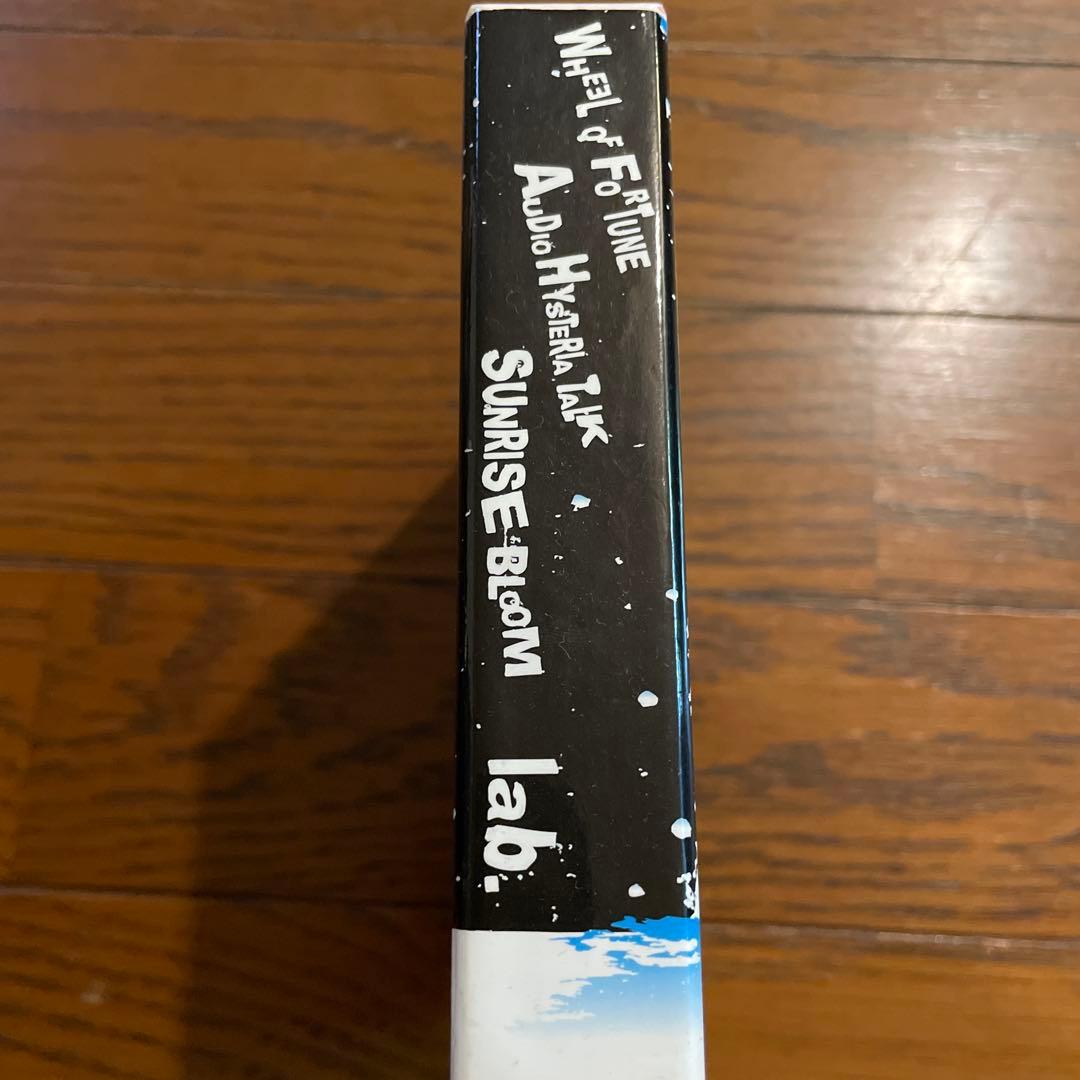 WHEEL OF FORTUNE
AUDIO HYSTERIA TALK
SUNRISE-BLOOM
lab.